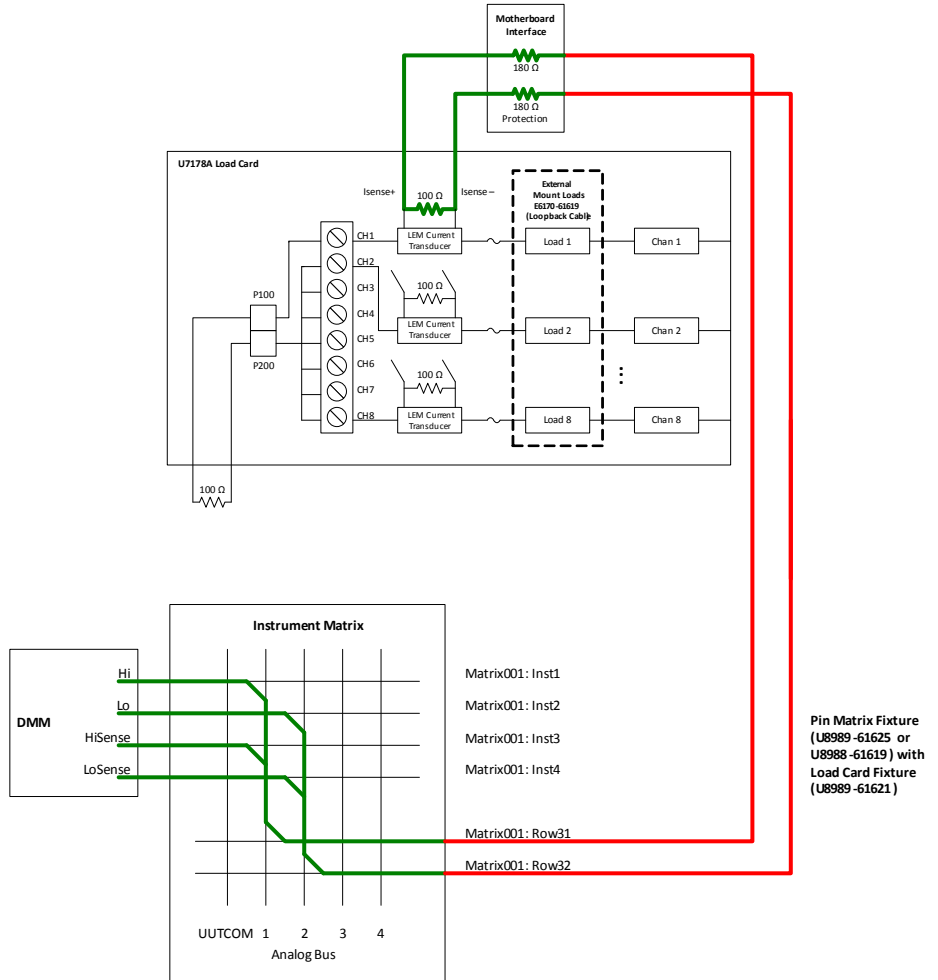 Motherboard
Interface
180 Ω
180 Ω
Protection
U7178A Load Card
Isense+
100 Ω
Isense –
External
Mount Loads
E6170-61619
(Loopback Cable
CH1
LEM Current
Transducer
Load 1
Chan 1
CH2
CH3
100 Ω
P100
CH4
LEM Current
Transducer
Load 2
Chan 2
CH5
P200
CH6
100 Ω
...
CH7
CH8
LEM Current
Transducer
Load 8
Chan 8
100 Ω
Instrument Matrix
DMM
Hi
Matrix001: Inst1
Lo
Matrix001: Inst2
HiSense
Matrix001: Inst3
LoSense
Matrix001: Inst4
Pin Matrix Fixture
(U8989-61625 or
U8988-61619) with
Load Card Fixture
(U8989-61621)
Matrix001: Row31
Matrix001: Row32
UUTCOM 1 2 3 4
Analog Bus